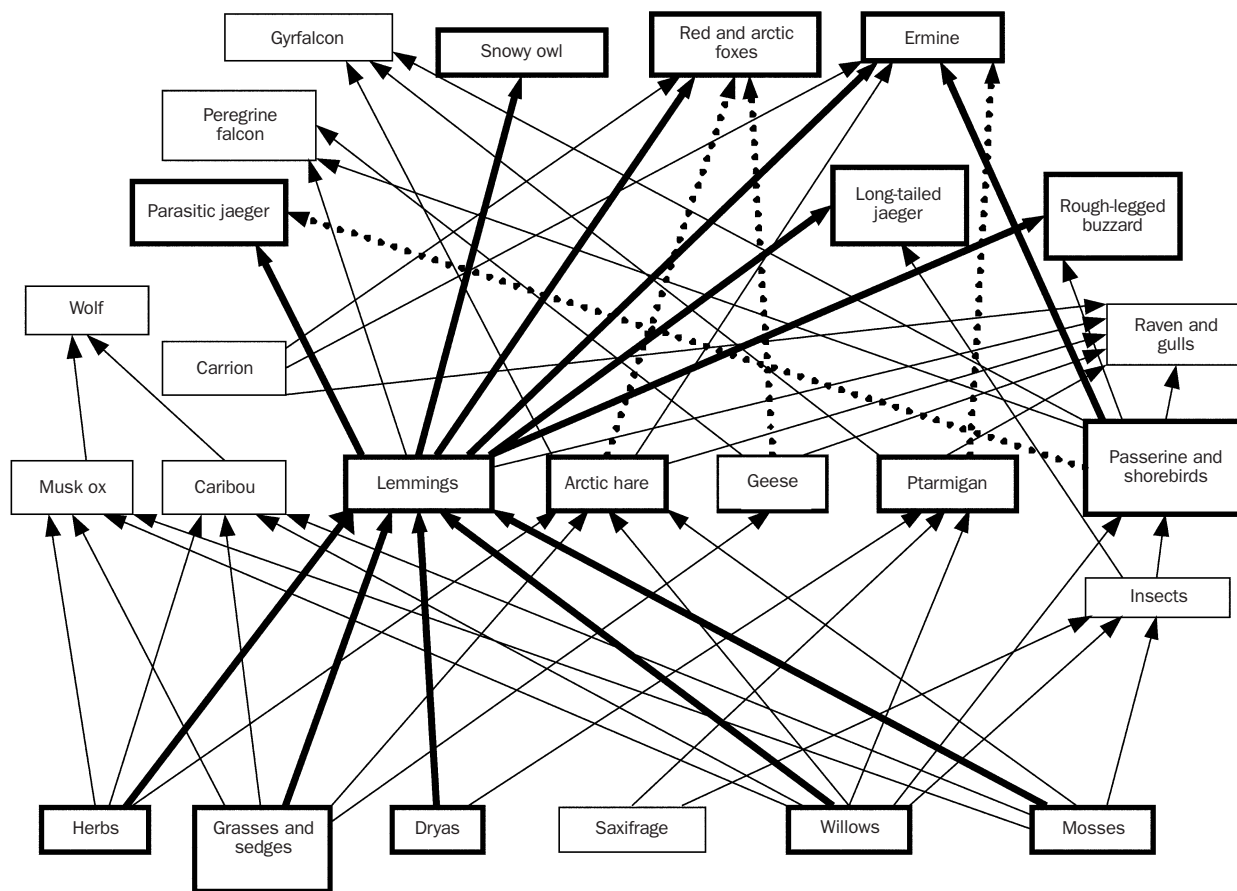 Gyrfalcon
Snowy owl
Red and arctic
foxes
Ermine
Peregrine
falcon
Parasitic jaeger
Long-tailed
jaeger
Rough-legged
buzzard
Wolf
Carrion
Raven and
gulls
Musk ox
Caribou
Lemmings
Arctic hare
Geese
Ptarmigan
Passerine and
shorebirds
Insects
Herbs
Grasses and
sedges
Dryas
Saxifrage
Willows
Mosses